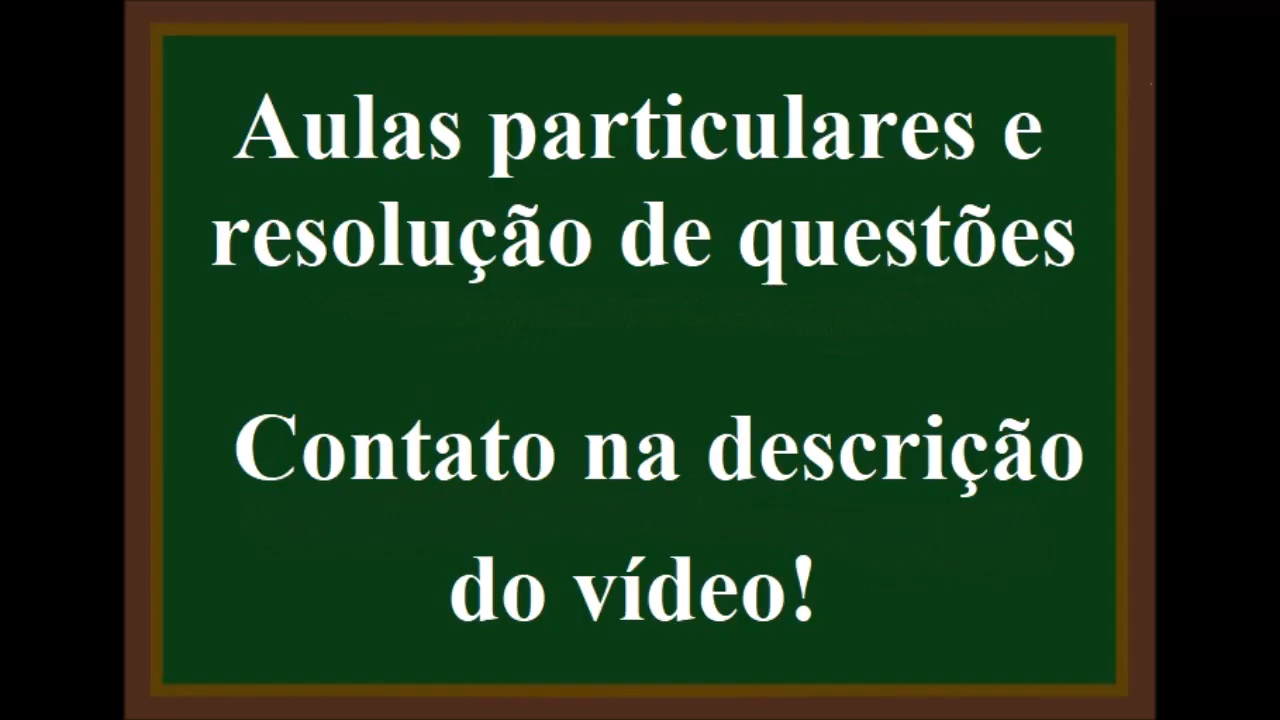 Aulas particulares e
resolução de questões
Contato na descrição
do vídeo!